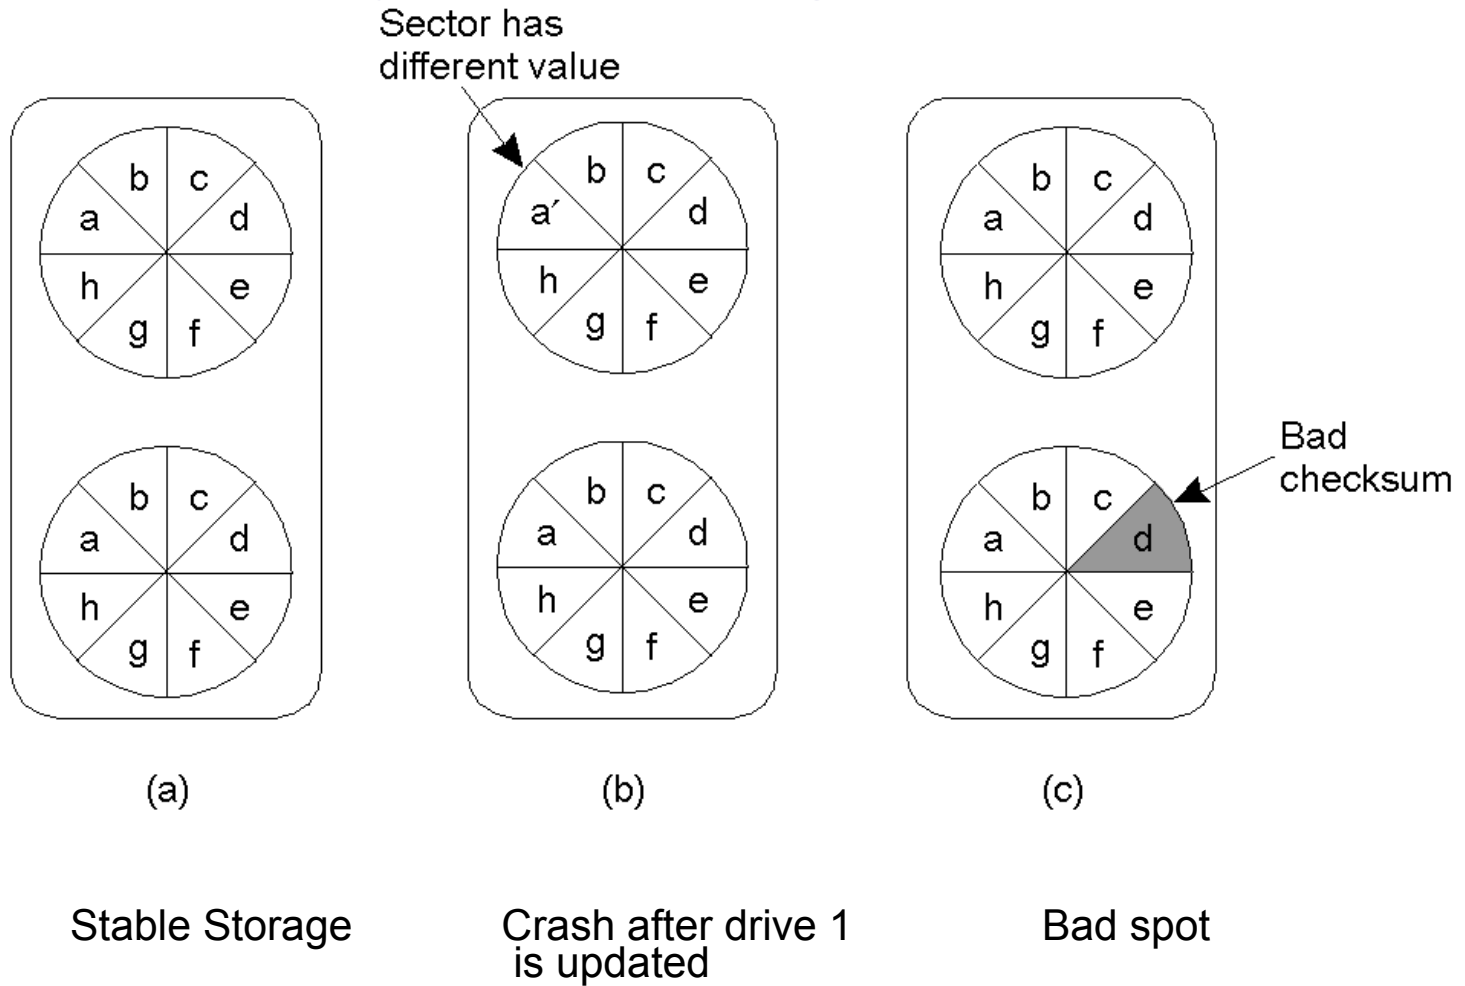 Sector has
different value
b c
a d
h e
g f
b c
a′ d
h e
g f
b c
a d
h e
g f
b c
a d
h e
g f
b c
a d
h e
g f
b c
a d
h e
g f
Bad
checksum
(a)
(b)
(c)
Stable Storage
Crash after drive 1
is updated
Bad spot